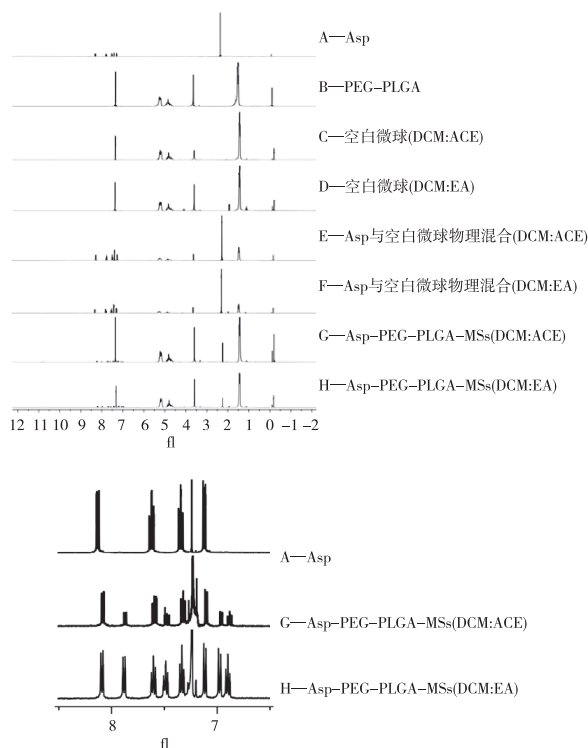 A—Asp
B—PEG–PLGA
C—空白微球(DCM:ACE)
D—空白微球(DCM:EA)
E—Asp与空白微球物理混合(DCM:ACE)
F—Asp与空白微球物理混合(DCM:EA)
G—Asp–PEG–PLGA–MSs(DCM:ACE)
H—Asp–PEG–PLGA–MSs(DCM:EA)
12 11 10 9 8 7 6 5 4 3 2 1 0 –1 –2
fl
A—Asp
G—Asp–PEG–PLGA–MSs(DCM:ACE)
H—Asp–PEG–PLGA–MSs(DCM:EA)
8 7
fl